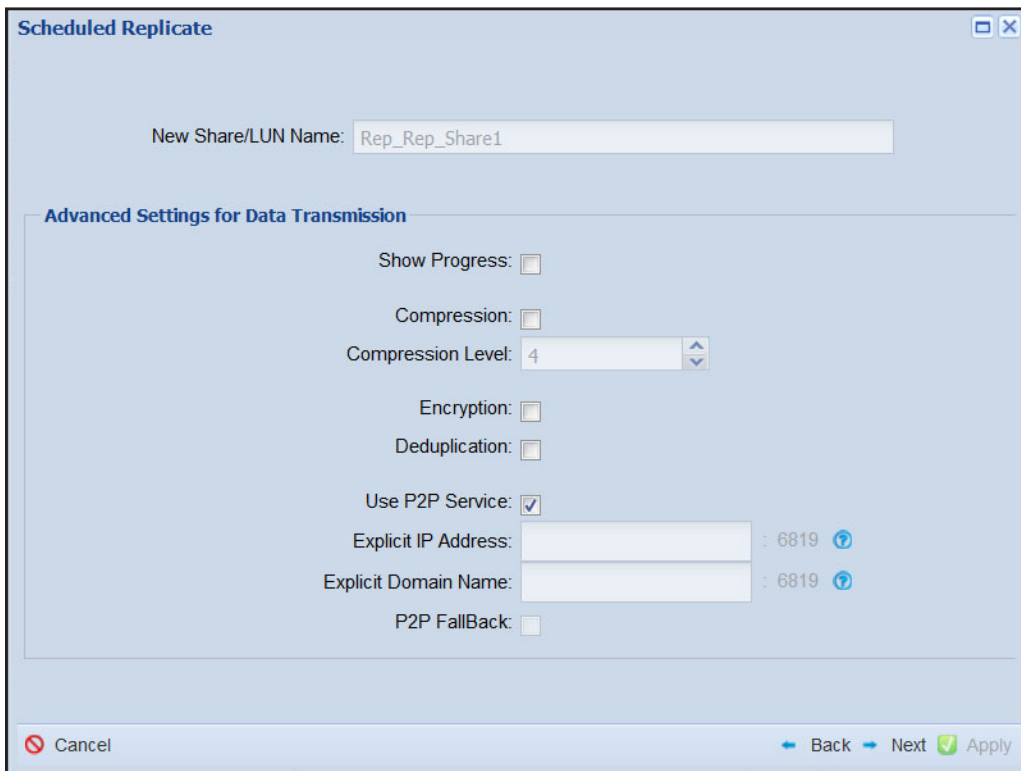 Scheduled Replicate
New Share/LUN Name: Rep_Rep_Share1
Advanced Settings for Data Transmission
Show Progress:
Compression:
Compression Level: 4
Encryption:
Deduplication:
Use P2P Service:
Explicit IP Address: : 6819 ?
Explicit Domain Name: : 6819 ?
P2P FallBack:
Cancel Back Next Apply